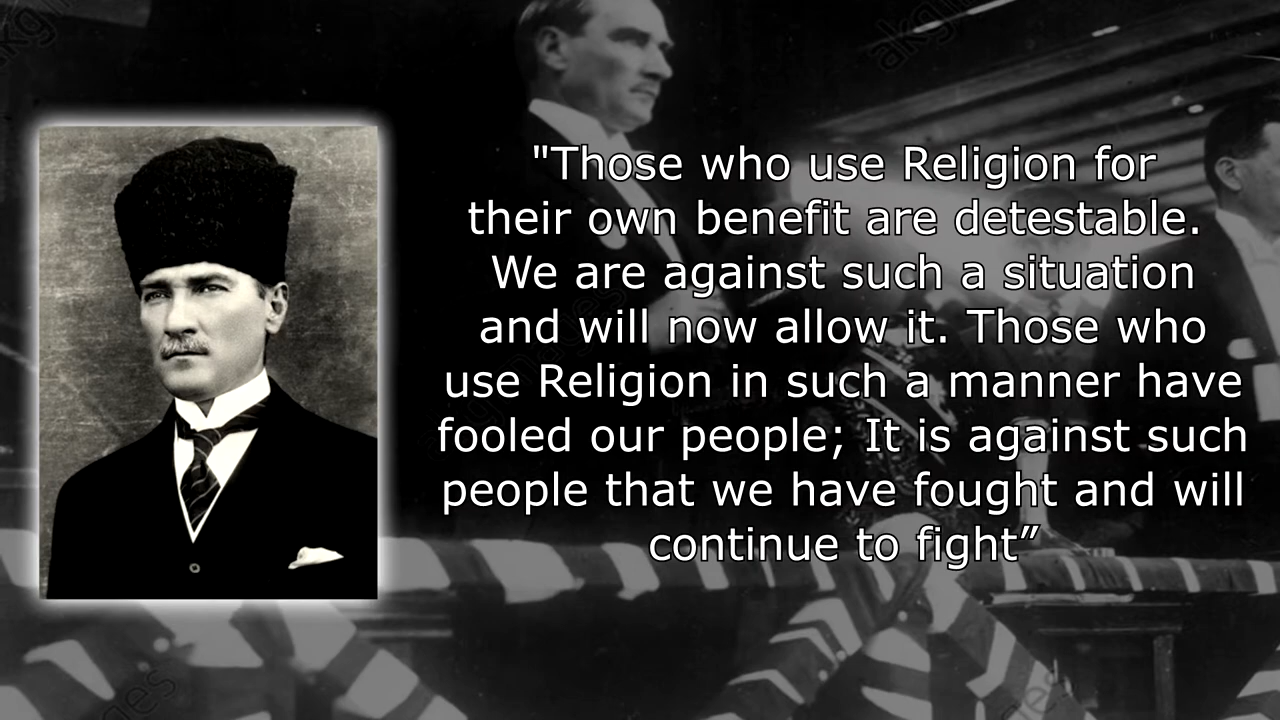 "Those who use Religion for
their own benefit are detestable.
We are against such a situation
and will now allow it. Those who
use Religion in such a manner have
fooled our people; It is against such
people that we have fought and will
continue to fight”